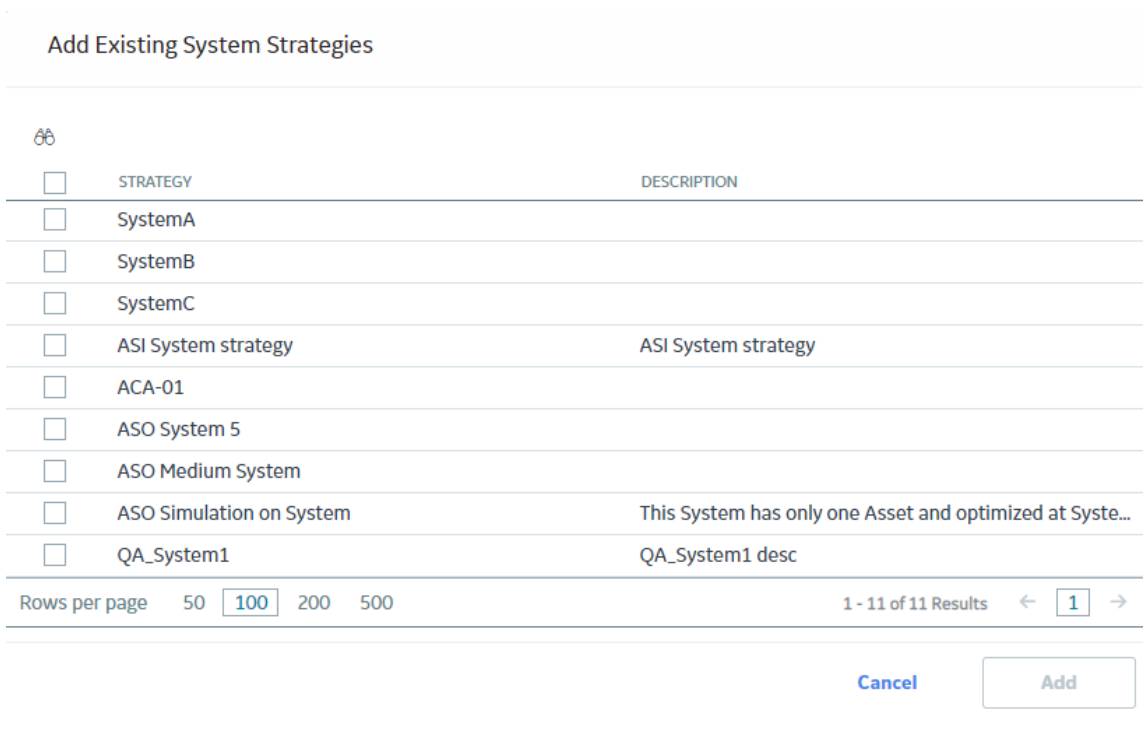 Add Existing System Strategies
STRATEGY DESCRIPTION
SystemA
SystemB
SystemC
ASI System strategy ASI System strategy
ACA-01
ASO System 5
ASO Medium System
ASO Simulation on System This System has only one Asset and optimized at Syste...
QA_System1 QA_System1 desc
Rows per page 50 100 200 500 1 - 11 of 11 Results ← 1 →
Cancel Add